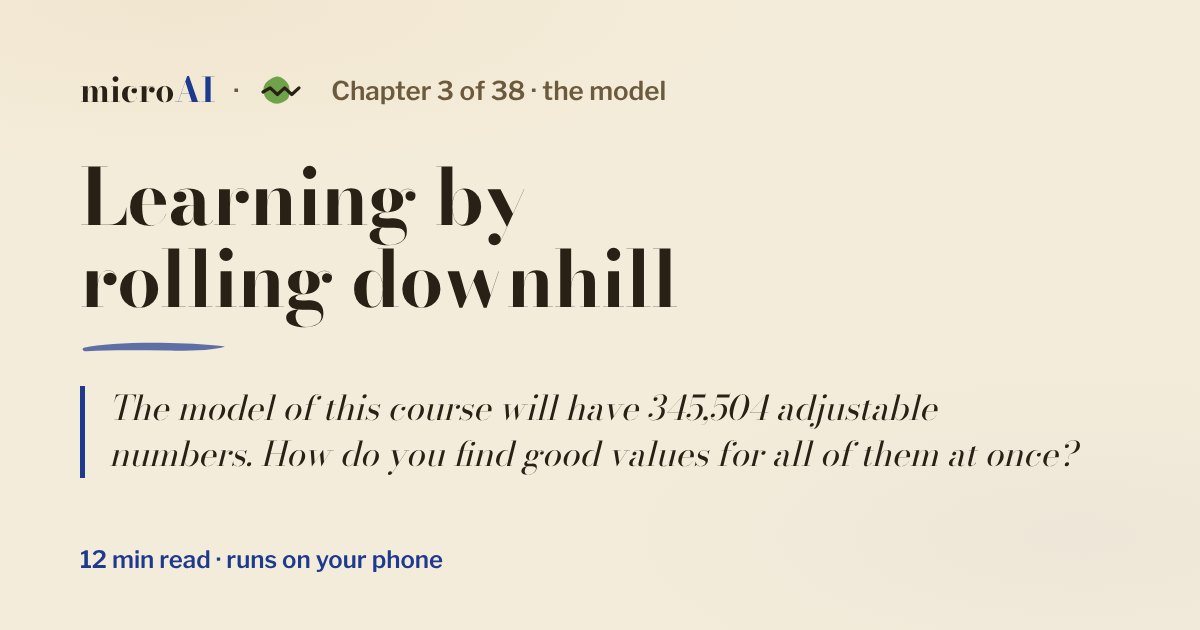 microAI · Chapter 3 of 38 · the model
Learning by
rolling downhill
The model of this course will have 345,504 adjustable
numbers. How do you find good values for all of them at once?
12 min read · runs on your phone